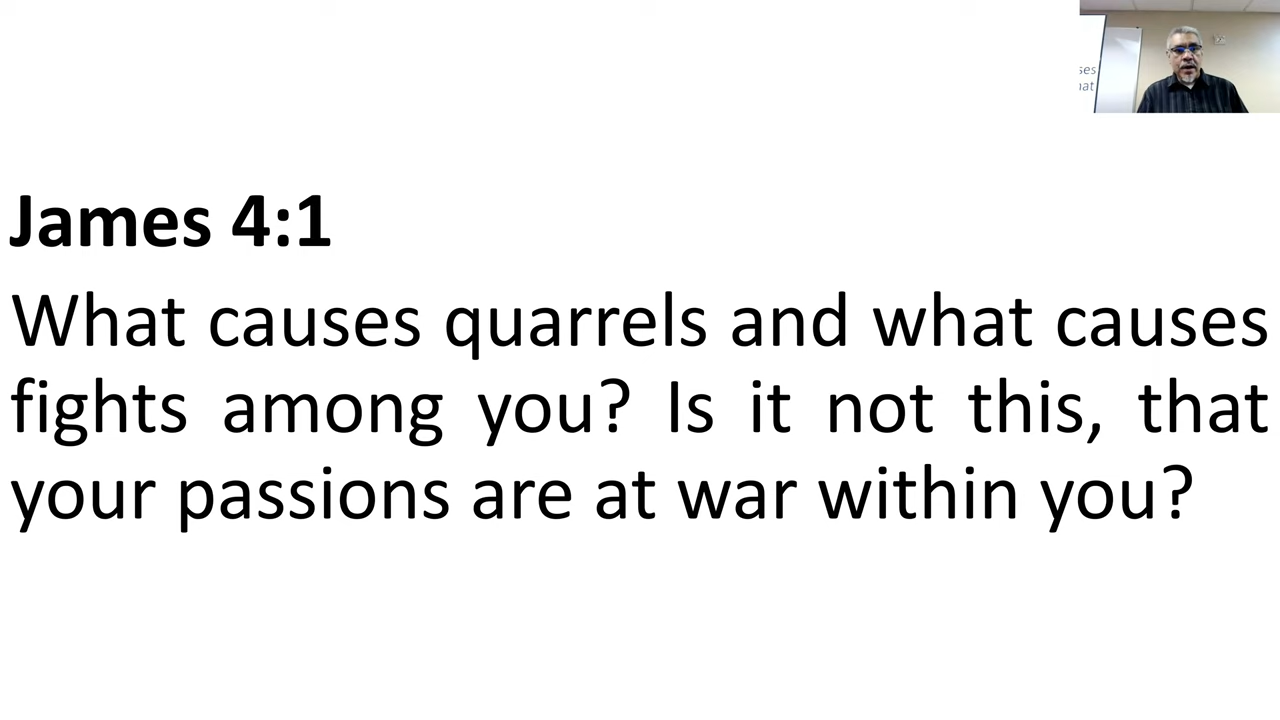 James 4:1
What causes quarrels and what causes
fights among you? Is it not this, that
your passions are at war within you?